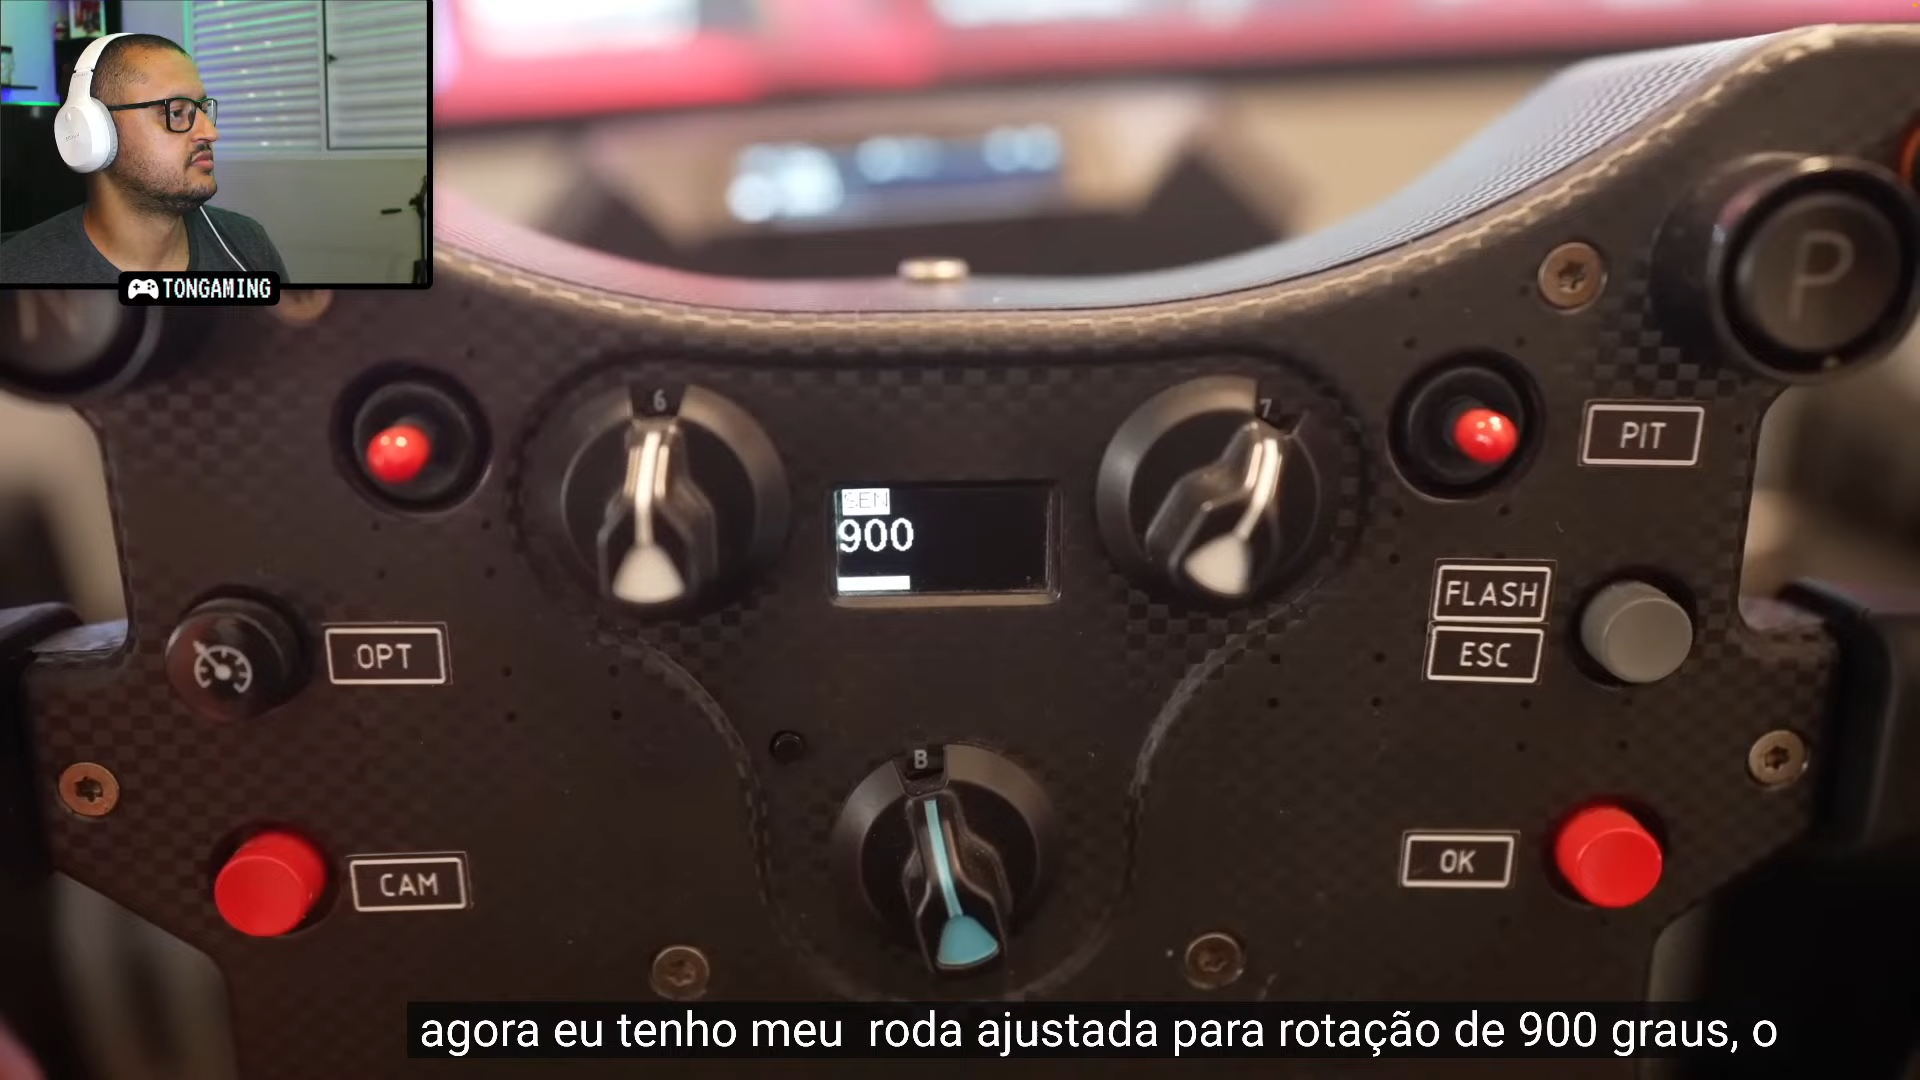 TONGAMING
N
P
6
7
PIT
SEN
900
FLASH
ESC
OPT
B
OK
CAM
agora eu tenho meu  roda ajustada para rotação de 900 graus, o